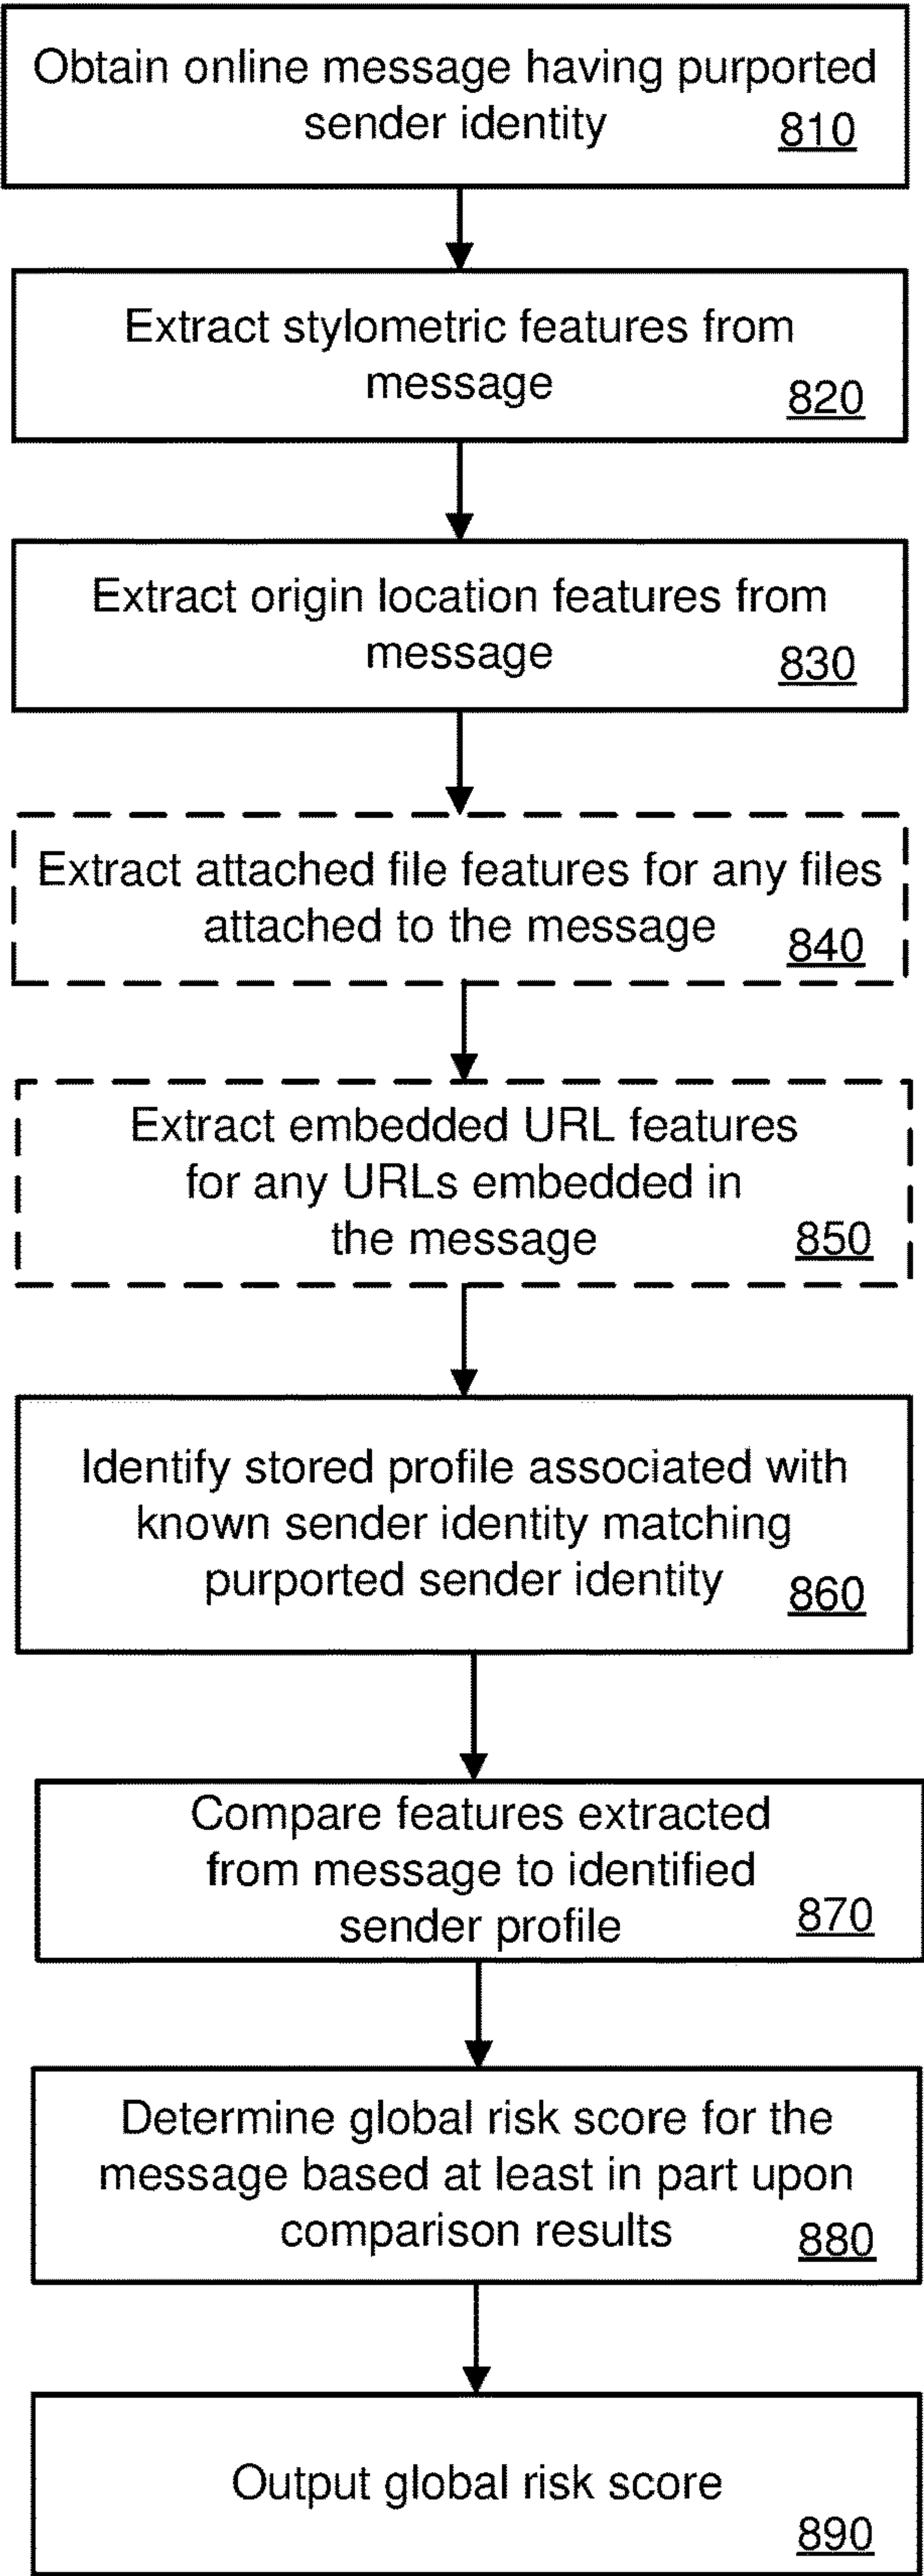 Obtain online message having purported
sender identity
810
Extract stylometric features from
message
820
Extract origin location features from
message
830
Extract attached file features for any files
attached to the message
840
Extract embedded URL features
for any URLs embedded in
the message
850
Identify stored profile associated with
known sender identity matching
purported sender identity
860
Compare features extracted
from message to identified
sender profile
870
Determine global risk score for the
message based at least in part upon
comparison results
880
Output global risk score
890